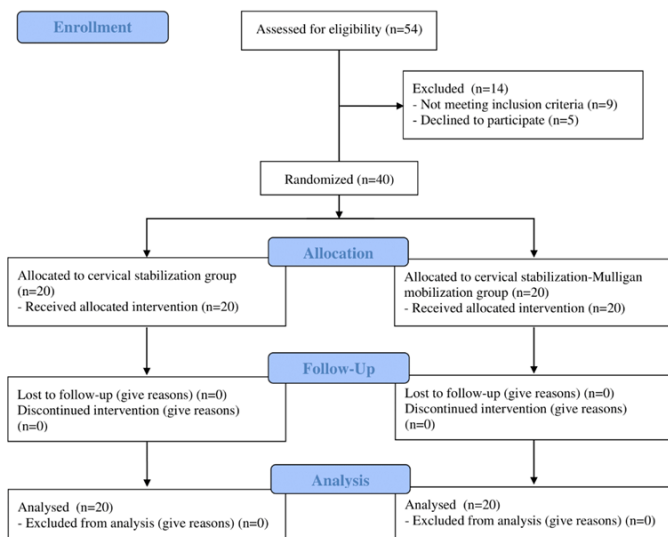 Enrollment
Assessed for eligibility (n=54)
Excluded (n=14)
- Not meeting inclusion criteria (n=9)
- Declined to participate (n=5)
Randomized (n=40)
Allocation
Allocated to cervical stabilization group
(n=20)
- Received allocated intervention (n=20)
Allocated to cervical stabilization-Mulligan
mobilization group (n=20)
- Received allocated intervention (n=20)
Follow-Up
Lost to follow-up (give reasons) (n=0)
Discontinued intervention (give reasons)
(n=0)
Lost to follow-up (give reasons) (n=0)
Discontinued intervention (give reasons)
(n=0)
Analysis
Analysed (n=20)
- Excluded from analysis (give reasons) (n=0)
Analysed (n=20)
- Excluded from analysis (give reasons) (n=0)